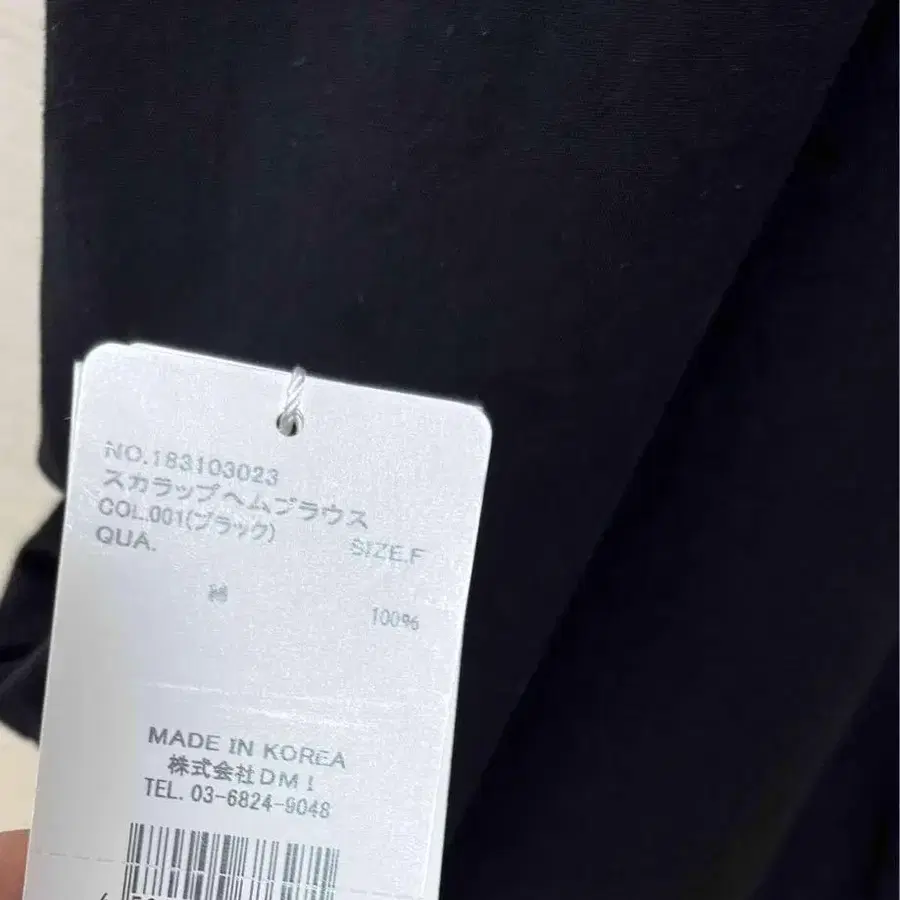 NO.183103023
スカラップヘムブラウス
COL.001(ブラック) SIZE.F
QUA.
綿 100%
MADE IN KOREA
株式会社DMI
TEL. 03-6824-9048